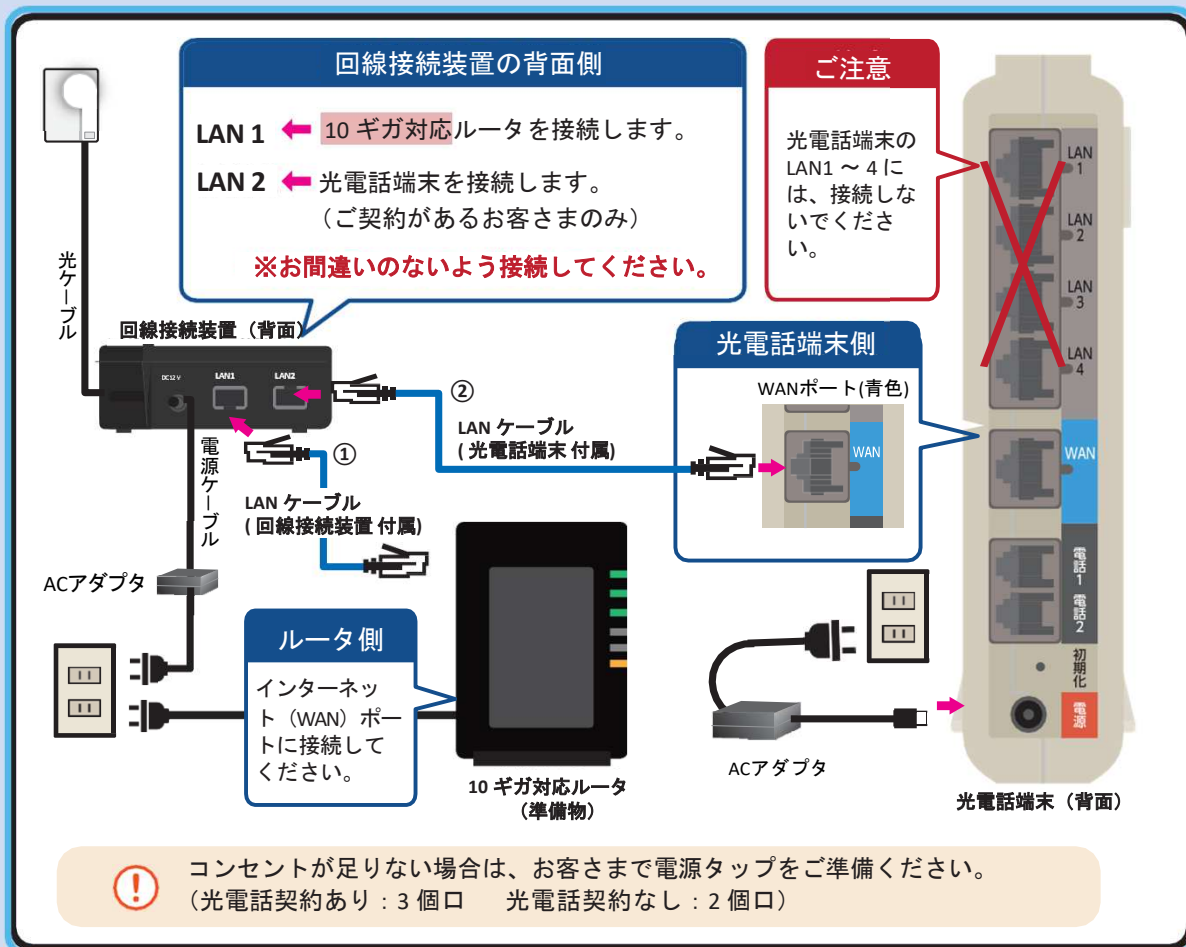 回線接続装置の背面側
LAN 1 10 ギガ対応ルータを接続します。
LAN 2 光電話端末を接続します。
（ご契約があるお客さまのみ）
※お間違いのないよう接続してください。
ご注意
光電話端末の
LAN1 ～ 4 に
は、接続しな
いでくださ
い。
LAN
1
LAN
2
LAN
3
LAN
4
WAN
電話1
電話2
初期化
電源
光電話端末（背面）
光ケーブル
回線接続装置（背面）
DC12 V
LAN1
LAN2
②
LAN ケーブル
( 光電話端末 付属)
①
LAN ケーブル
( 回線接続装置 付属)
電源ケーブル
ACアダプタ
光電話端末側
WANポート(青色)
WAN
ルータ側
インターネッ
ト（WAN）ポー
トに接続して
ください。
10 ギガ対応ルータ
（準備物）
ACアダプタ
コンセントが足りない場合は、お客さまで電源タップをご準備ください。
（光電話契約あり：3 個口　光電話契約なし：2 個口）